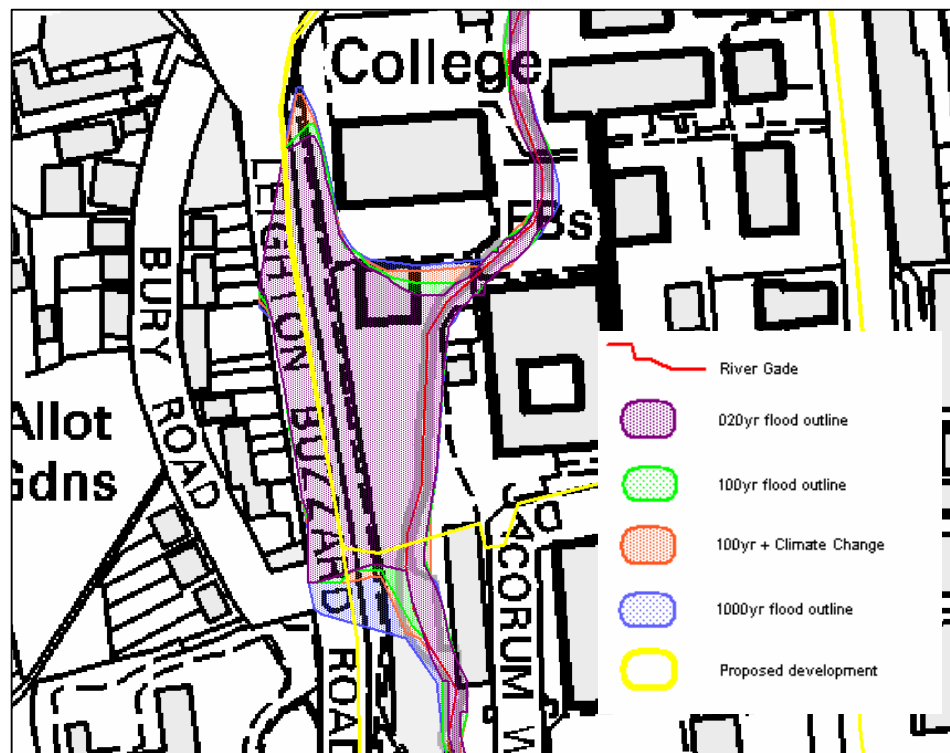 College
FBs
LEIGHTON BUZZARD
ROAD
BURY
ROAD
Allot
Gdns
River Gade
020yr flood outline
100yr flood outline
100yr + Climate Change
1000yr flood outline
Proposed development
ACORUM W